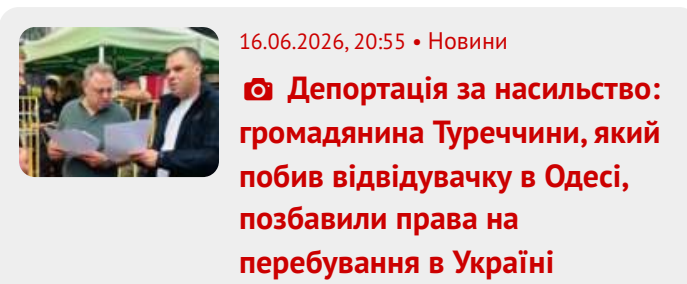 16.06.2026, 20:55 • Новини
Депортація за насильство:
громадянина Туреччини, який
побив відвідувачку в Одесі,
позбавили права на
перебування в Україні